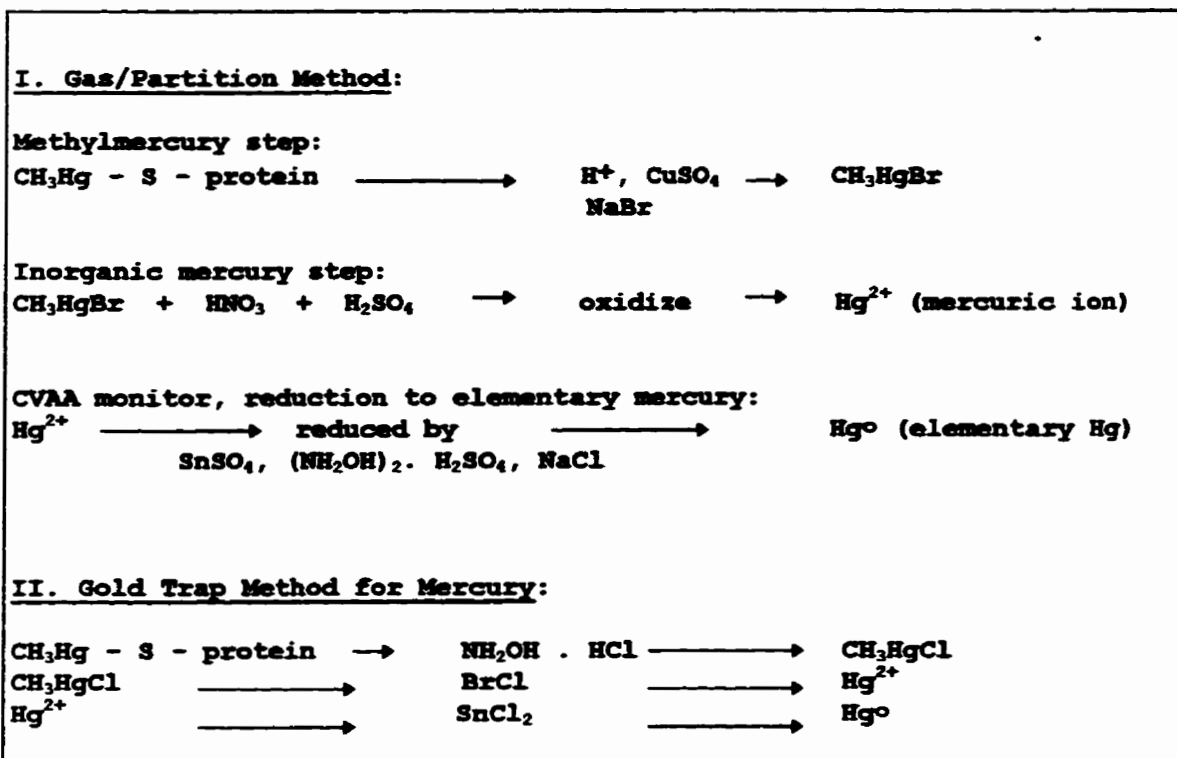 I. Gas/Partition Method:
Methylmercury step:
CH₃Hg - S - protein ⟶ H⁺, CuSO₄ → CH₃HgBr
NaBr
Inorganic mercury step:
CH₃HgBr + HNO₃ + H₂SO₄ → oxidize → Hg²⁺ (mercuric ion)
CVAA monitor, reduction to elementary mercury:
Hg²⁺ ⟶ reduced by ⟶ Hg⁰ (elementary Hg)
SnSO₄, (NH₂OH)₂. H₂SO₄, NaCl
II. Gold Trap Method for Mercury:
CH₃Hg - S - protein → NH₂OH . HCl ⟶ CH₃HgCl
CH₃HgCl ⟶ BrCl ⟶ Hg²⁺
Hg²⁺ ⟶ SnCl₂ ⟶ Hg⁰